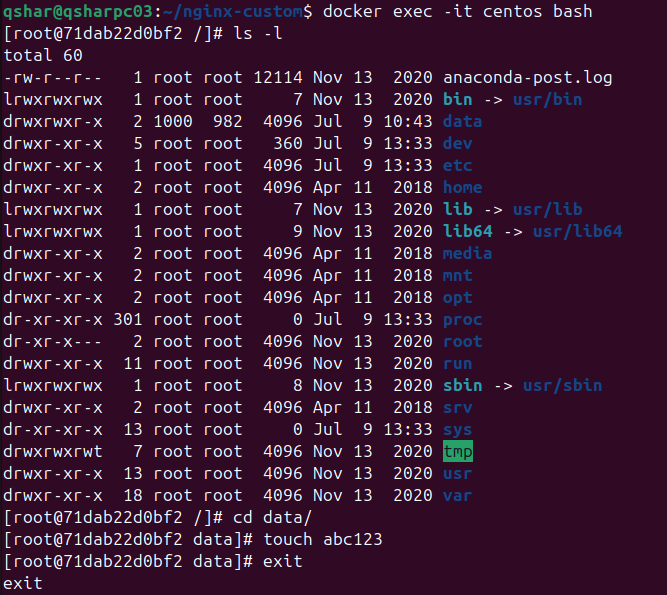 qshar@qsharpc03:~/nginx-custom$ docker exec -it centos bash
[root@71dab22d0bf2 /]# ls -l
total 60
-rw-r--r--   1 root root 12114 Nov 13  2020 anaconda-post.log
lrwxrwxrwx   1 root root     7 Nov 13  2020 bin -> usr/bin
drwxrwxr-x   2 1000  982  4096 Jul  9 10:43 data
drwxr-xr-x   5 root root   360 Jul  9 13:33 dev
drwxr-xr-x   1 root root  4096 Jul  9 13:33 etc
drwxr-xr-x   2 root root  4096 Apr 11  2018 home
lrwxrwxrwx   1 root root     7 Nov 13  2020 lib -> usr/lib
lrwxrwxrwx   1 root root     9 Nov 13  2020 lib64 -> usr/lib64
drwxr-xr-x   2 root root  4096 Apr 11  2018 media
drwxr-xr-x   2 root root  4096 Apr 11  2018 mnt
drwxr-xr-x   2 root root  4096 Apr 11  2018 opt
dr-xr-xr-x 301 root root     0 Jul  9 13:33 proc
dr-xr-x---   2 root root  4096 Nov 13  2020 root
drwxr-xr-x  11 root root  4096 Nov 13  2020 run
lrwxrwxrwx   1 root root     8 Nov 13  2020 sbin -> usr/sbin
drwxr-xr-x   2 root root  4096 Apr 11  2018 srv
dr-xr-xr-x  13 root root     0 Jul  9 13:33 sys
drwxrwxrwt   7 root root  4096 Nov 13  2020 tmp
drwxr-xr-x  13 root root  4096 Nov 13  2020 usr
drwxr-xr-x  18 root root  4096 Nov 13  2020 var
[root@71dab22d0bf2 /]# cd data/
[root@71dab22d0bf2 data]# touch abc123
[root@71dab22d0bf2 data]# exit
exit